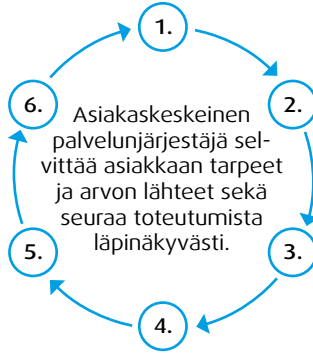 1.
2.
6.
Asiakaskeskeinen
palvelunjärjestäjä sel-
vittää asiakkaan tarpeet
ja arvon lähteet sekä
seuraa toteutumista
läpinäkyvästi.
5.
3.
4.